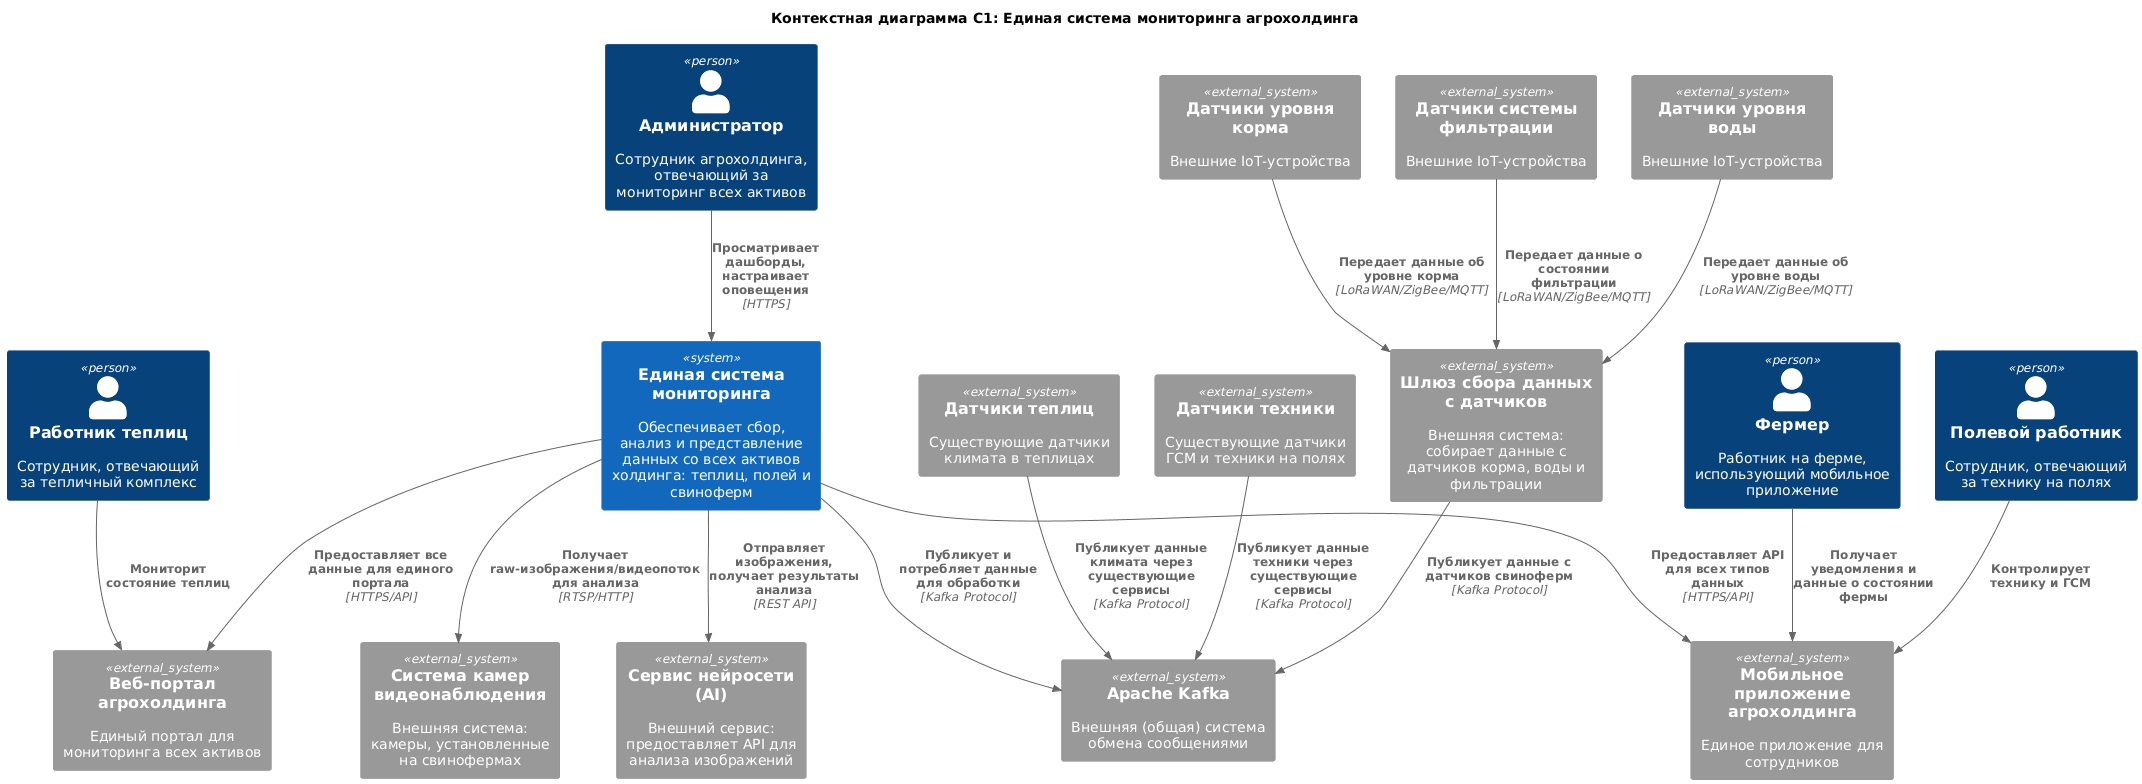 Контекстная диаграмма C1: Единая система мониторинга агрохолдинга
«person»
Администратор
Сотрудник агрохолдинга,
отвечающий за
мониторинг всех активов
«external_system»
Датчики уровня
корма
Внешние IoT-устройства
«external_system»
Датчики системы
фильтрации
Внешние IoT-устройства
«external_system»
Датчики уровня
воды
Внешние IoT-устройства
Просматривает
дашборды,
настраивает
оповещения
[HTTPS]
Передает данные об
уровне корма
[LoRaWAN/ZigBee/MQTT]
Передает данные о
состоянии
фильтрации
[LoRaWAN/ZigBee/MQTT]
Передает данные об
уровне воды
[LoRaWAN/ZigBee/MQTT]
«person»
Работник теплиц
Сотрудник, отвечающий
за тепличный комплекс
«system»
Единая система
мониторинга
Обеспечивает сбор,
анализ и представление
данных со всех активов
холдинга: теплиц, полей и
свиноферм
«external_system»
Датчики теплиц
Существующие датчики
климата в теплицах
«external_system»
Датчики техники
Существующие датчики
ГСМ и техники на полях
«external_system»
Шлюз сбора данных
с датчиков
Внешняя система:
собирает данные с
датчиков корма, воды и
фильтрации
«person»
Фермер
Работник на ферме,
использующий мобильное
приложение
«person»
Полевой работник
Сотрудник, отвечающий
за технику на полях
Мониторит
состояние теплиц
Предоставляет все
данные для единого
портала
[HTTPS/API]
Получает
raw-изображения/видеопоток
для анализа
[RTSP/HTTP]
Отправляет
изображения,
получает результаты
анализа
[REST API]
Публикует и
потребляет данные
для обработки
[Kafka Protocol]
Публикует данные
климата через
существующие
сервисы
[Kafka Protocol]
Публикует данные
техники через
существующие
сервисы
[Kafka Protocol]
Публикует данные с
датчиков свиноферм
[Kafka Protocol]
Предоставляет API
для всех типов
данных
[HTTPS/API]
Получает
уведомления и
данные о состоянии
фермы
Контролирует
технику и ГСМ
«external_system»
Веб-портал
агрохолдинга
Единый портал для
мониторинга всех активов
«external_system»
Система камер
видеонаблюдения
Внешняя система:
камеры, установленные
на свинофермах
«external_system»
Сервис нейросети
(AI)
Внешний сервис:
предоставляет API для
анализа изображений
«external_system»
Apache Kafka
Внешняя (общая) система
обмена сообщениями
«external_system»
Мобильное
приложение
агрохолдинга
Единое приложение для
сотрудников